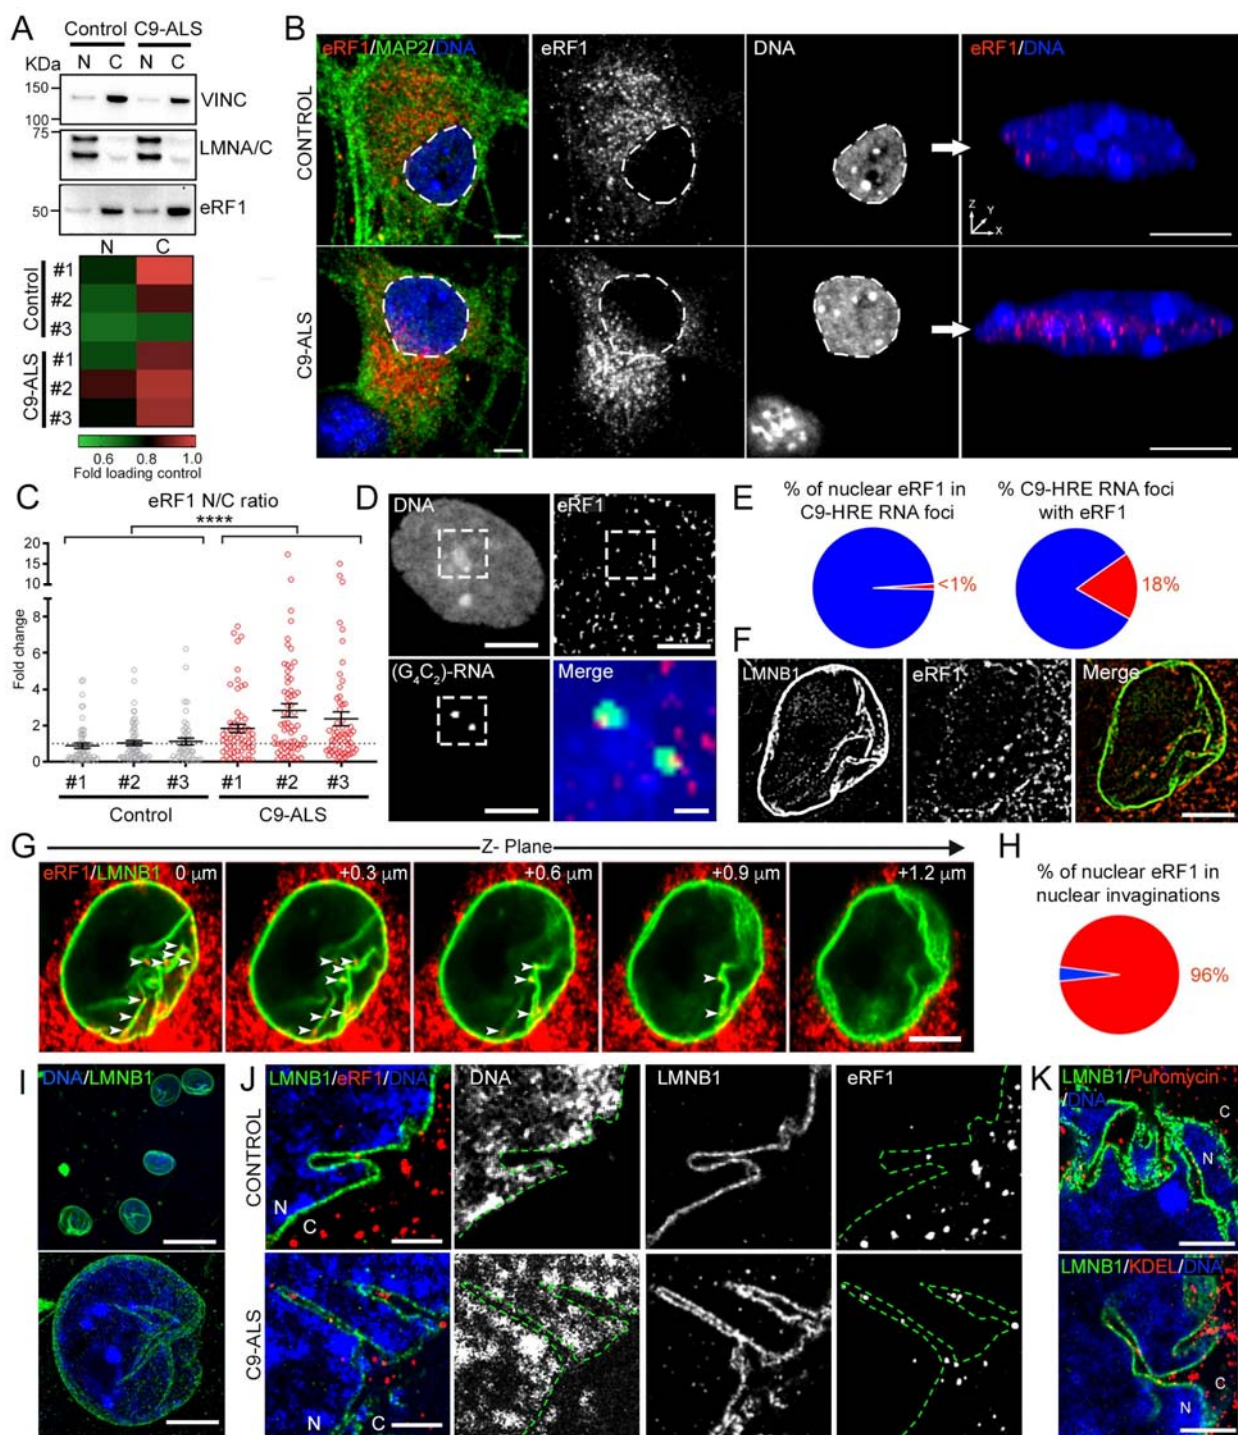 A
Control C9-ALS
KDa N C N C
150
100
VINC
75
LMNA/C
50
eRF1
N C
Control
#1
#2
#3
C9-ALS
#1
#2
#3
0.6 0.8 1.0
Fold loading control
B
eRF1/MAP2/DNA eRF1 DNA eRF1/DNA
CONTROL
Z Y X
C9-ALS
C
eRF1 N/C ratio
****
Fold change
20
15
10
8
6
4
2
0
#1 #2 #3 #1 #2 #3
Control C9-ALS
D
DNA eRF1
(G4C2)-RNA Merge
E
% of nuclear eRF1 in
C9-HRE RNA foci
<1%
% C9-HRE RNA foci
with eRF1
18%
F
LMNB1 eRF1 Merge
G
Z- Plane
eRF1/LMNB1 0 µm +0.3 µm +0.6 µm +0.9 µm +1.2 µm
H
% of nuclear eRF1 in
nuclear invaginations
96%
I
DNA/LMNB1
J
LMNB1/eRF1/DNA DNA LMNB1 eRF1
CONTROL
N C
C9-ALS
N C
K
LMNB1/Puromycin
/DNA
C
N
LMNB1/KDEL/DNA
C
N